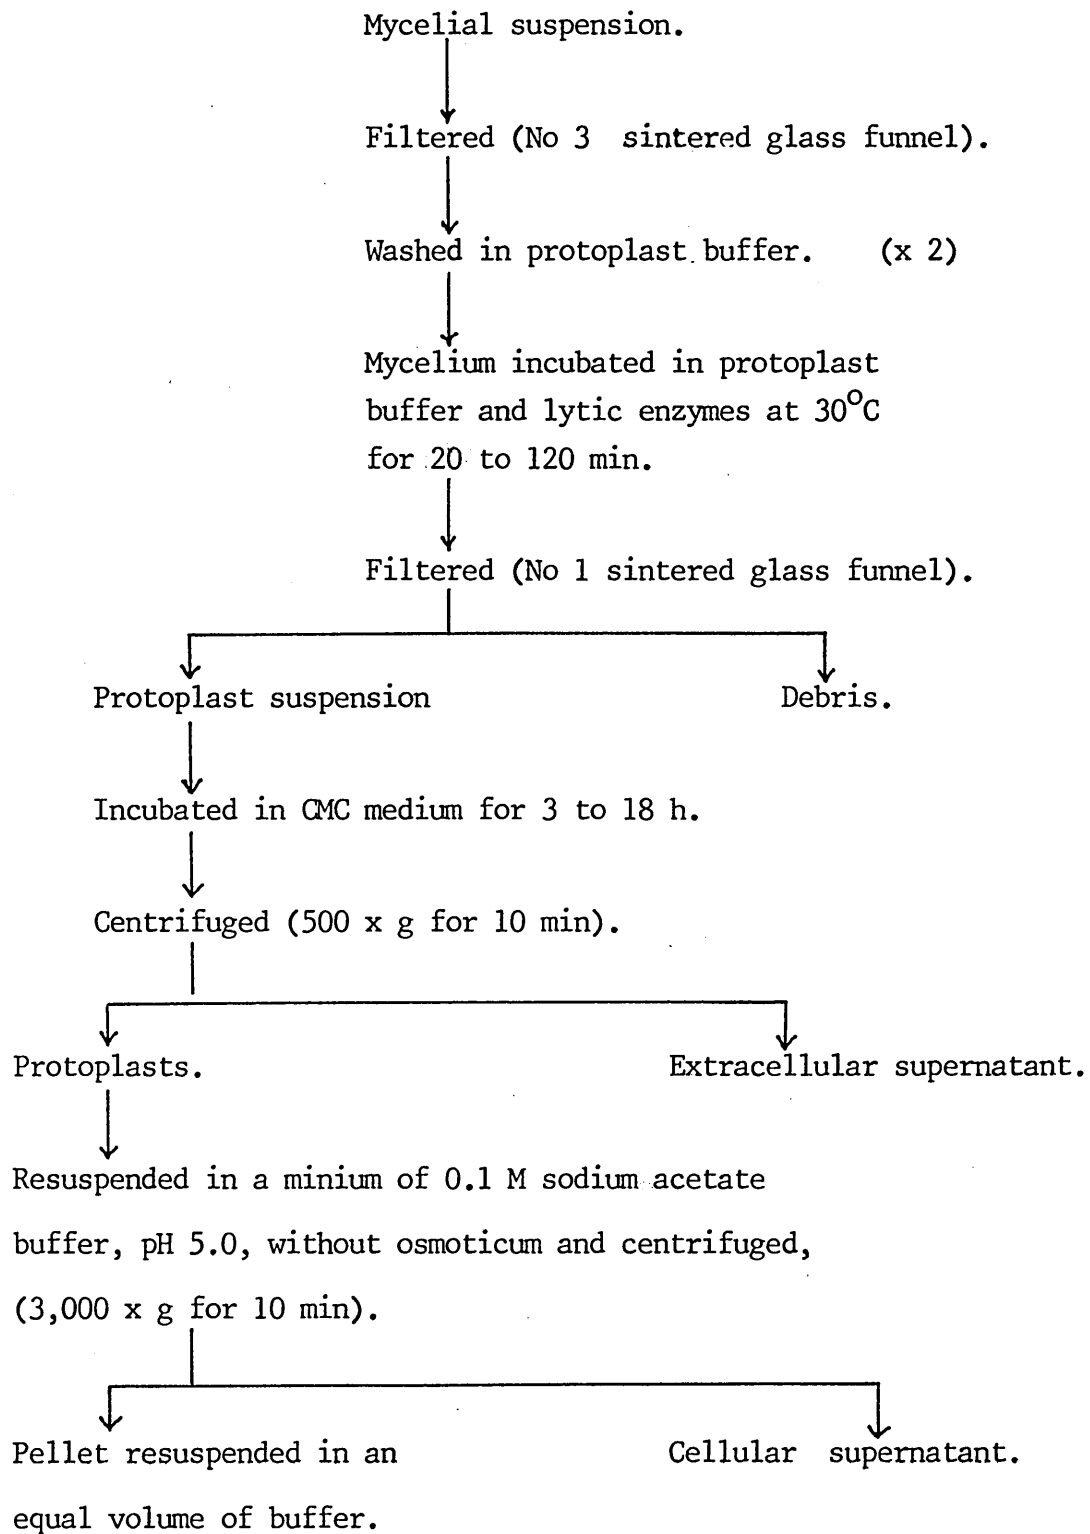 Mycelial suspension.
Filtered (No 3 sintered glass funnel).
Washed in protoplast buffer. (x 2)
Mycelium incubated in protoplast
buffer and lytic enzymes at 30°C
for 20 to 120 min.
Filtered (No 1 sintered glass funnel).
Protoplast suspension Debris.
Incubated in CMC medium for 3 to 18 h.
Centrifuged (500 x g for 10 min).
Protoplasts. Extracellular supernatant.
Resuspended in a minium of 0.1 M sodium acetate
buffer, pH 5.0, without osmoticum and centrifuged,
(3,000 x g for 10 min).
Pellet resuspended in an Cellular supernatant.
equal volume of buffer.